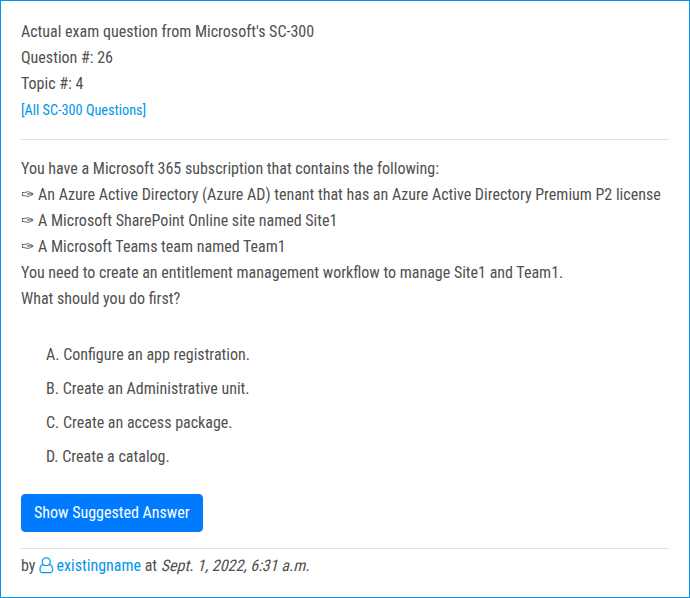 Actual exam question from Microsoft's SC-300
Question #: 26
Topic #: 4
[All SC-300 Questions]
You have a Microsoft 365 subscription that contains the following:
✑ An Azure Active Directory (Azure AD) tenant that has an Azure Active Directory Premium P2 license
✑ A Microsoft SharePoint Online site named Site1
✑ A Microsoft Teams team named Team1
You need to create an entitlement management workflow to manage Site1 and Team1.
What should you do first?
A. Configure an app registration.
B. Create an Administrative unit.
C. Create an access package.
D. Create a catalog.
Show Suggested Answer
by existingname at Sept. 1, 2022, 6:31 a.m.